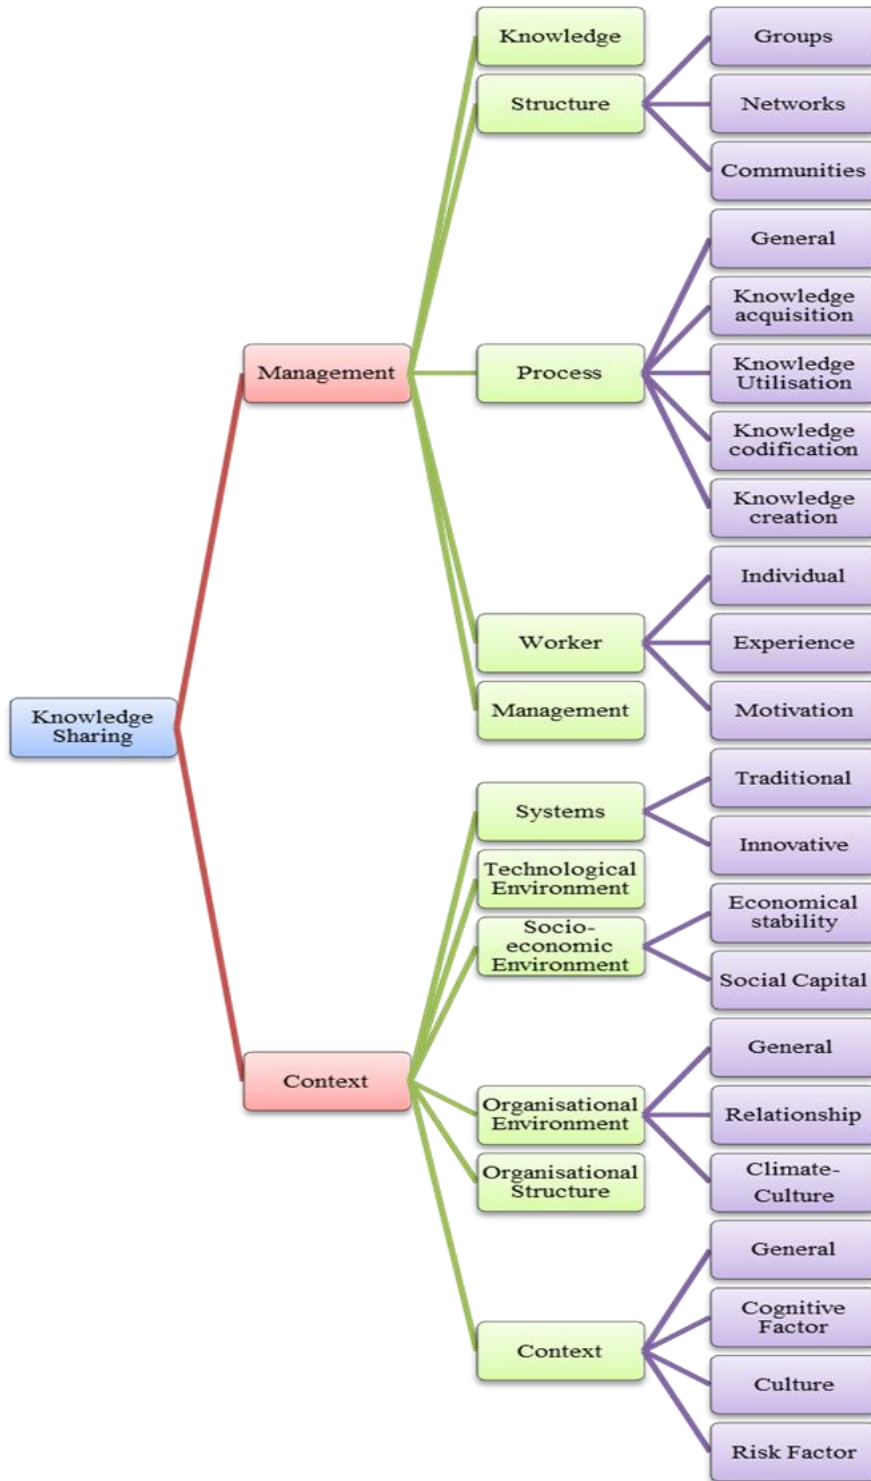 Knowledge
Sharing
Management
Knowledge
Structure
Groups
Networks
Communities
Process
General
Knowledge
acquisition
Knowledge
Utilisation
Knowledge
codification
Knowledge
creation
Worker
Individual
Experience
Motivation
Management
Context
Systems
Traditional
Innovative
Technological
Environment
Socio-
economic
Environment
Economical
stability
Social Capital
Organisational
Environment
General
Relationship
Climate-
Culture
Organisational
Structure
Context
General
Cognitive
Factor
Culture
Risk Factor